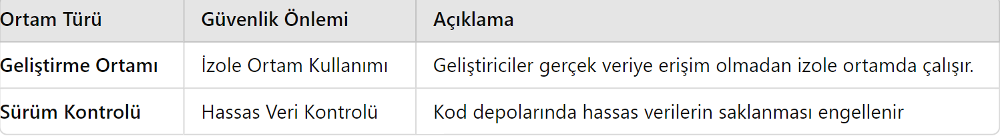 Ortam Türü Güvenlik Önlemi Açıklama
Geliştirme Ortamı İzole Ortam Kullanımı Geliştiriciler gerçek veriye erişim olmadan izole ortamda çalışır.
Sürüm Kontrolü Hassas Veri Kontrolü Kod depolarında hassas verilerin saklanması engellenir